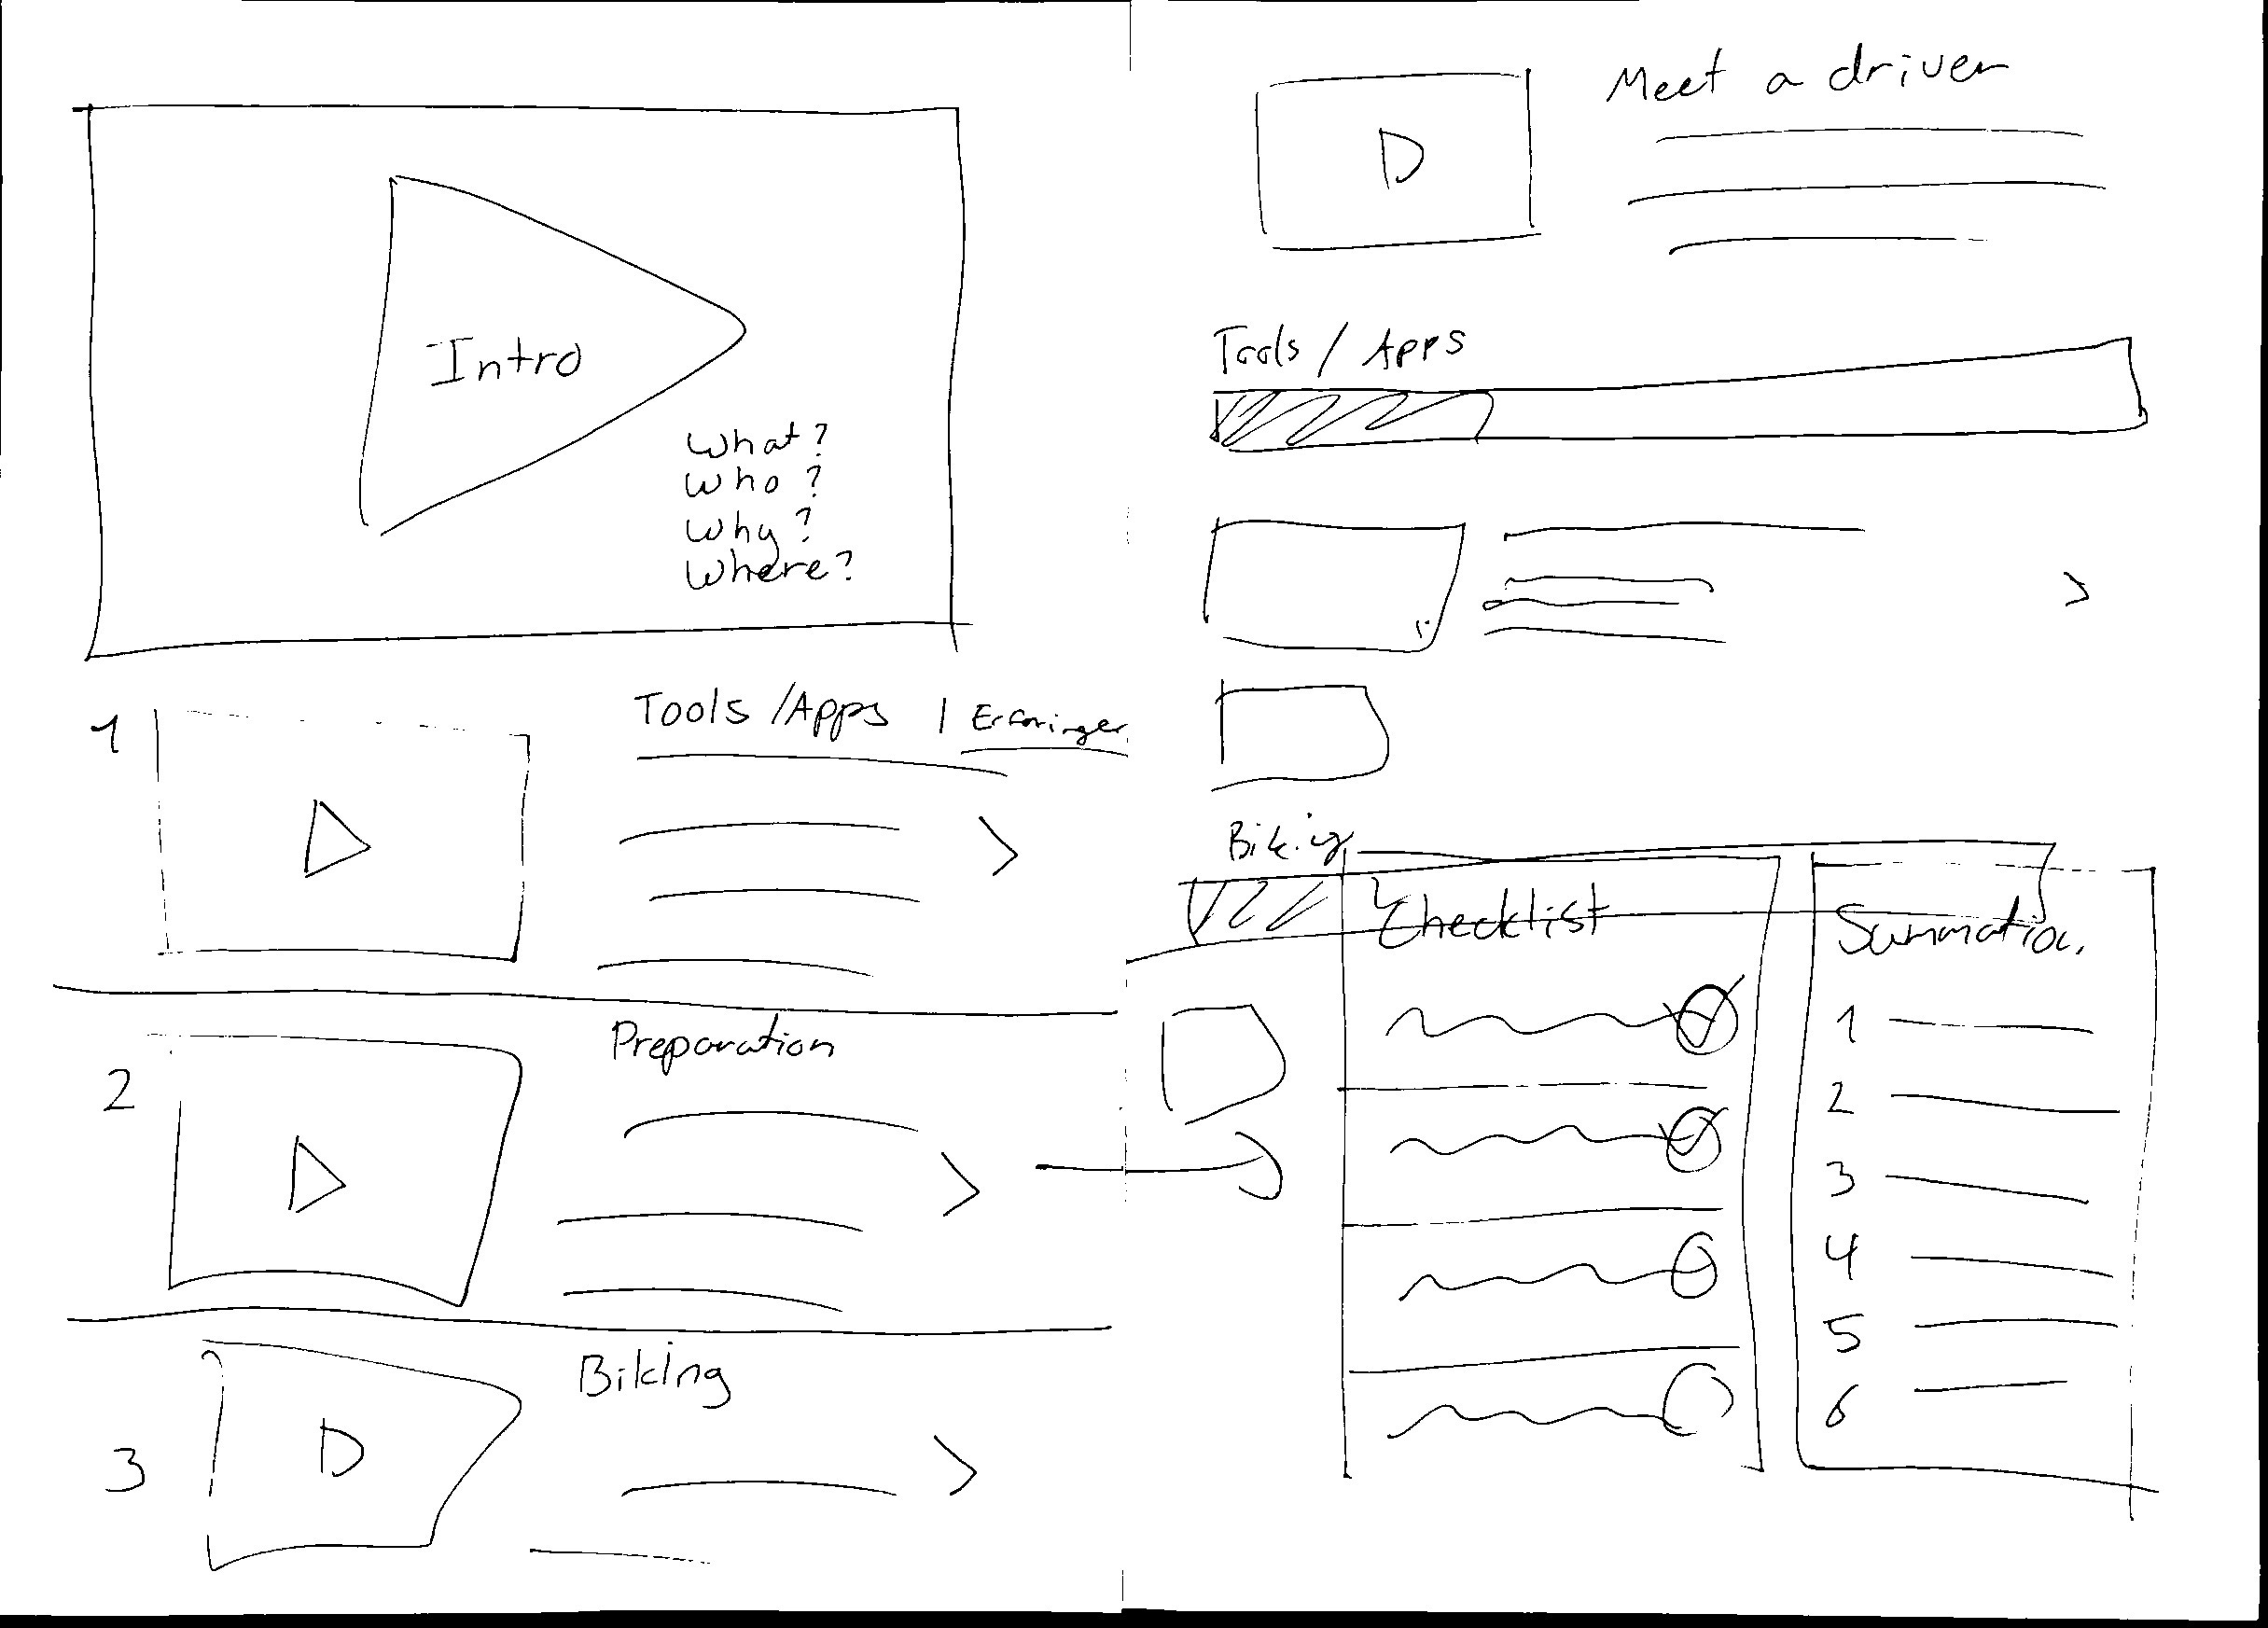 Intro
What?
Who?
Why?
Where?
1
Tools / Apps |
2
Preparation
3
Biking
Meet a driver
Tools / Apps
Biking
Checklist
Summation
1
2
3
4
5
6